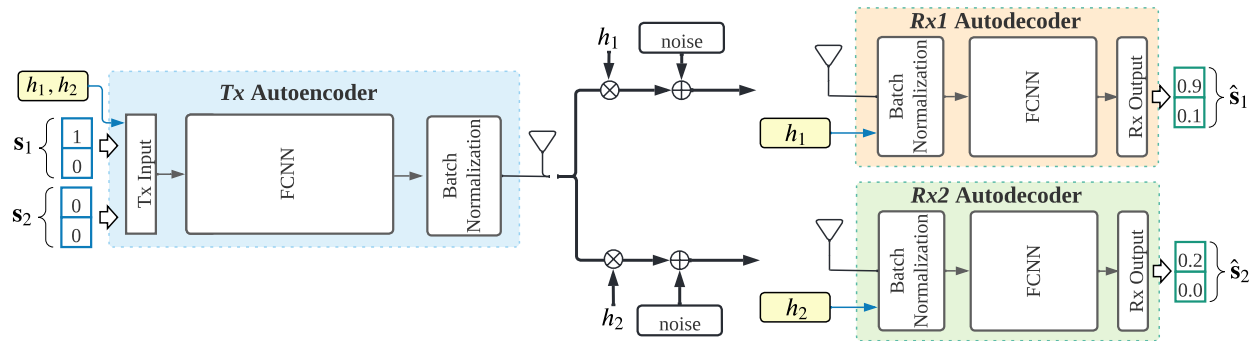 h₁, h₂
s₁
1
0
s₂
0
0
Tx Autoencoder
Tx Input
FCNN
Batch
Normalization
h₁
noise
h₂
noise
Rx1 Autodecoder
h₁
Batch
Normalization
FCNN
Rx Output
0.9
0.1
ŝ₁
Rx2 Autodecoder
h₂
Batch
Normalization
FCNN
Rx Output
0.2
0.0
ŝ₂